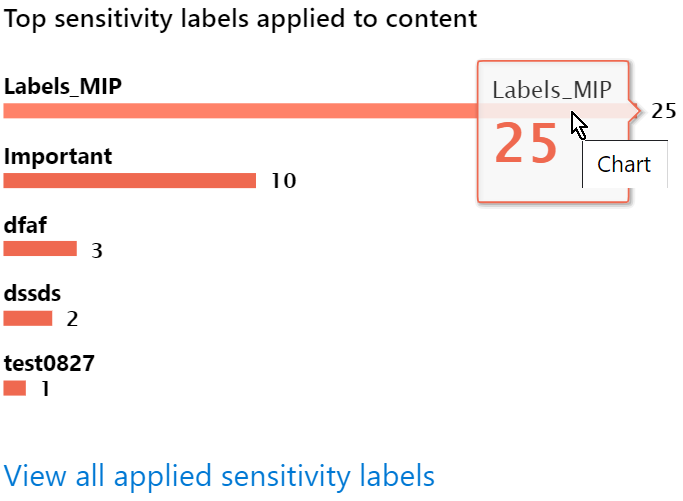 Top sensitivity labels applied to content
Labels_MIP
25
Labels_MIP
25
Chart
Important
10
dfaf
3
dssds
2
test0827
1
View all applied sensitivity labels